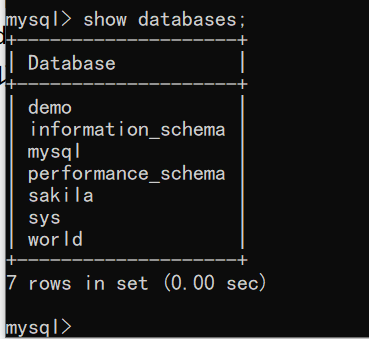 mysql> show databases;
+--------------------+
| Database           |
+--------------------+
| demo               |
| information_schema |
| mysql              |
| performance_schema |
| sakila             |
| sys                |
| world              |
+--------------------+
7 rows in set (0.00 sec)
mysql>